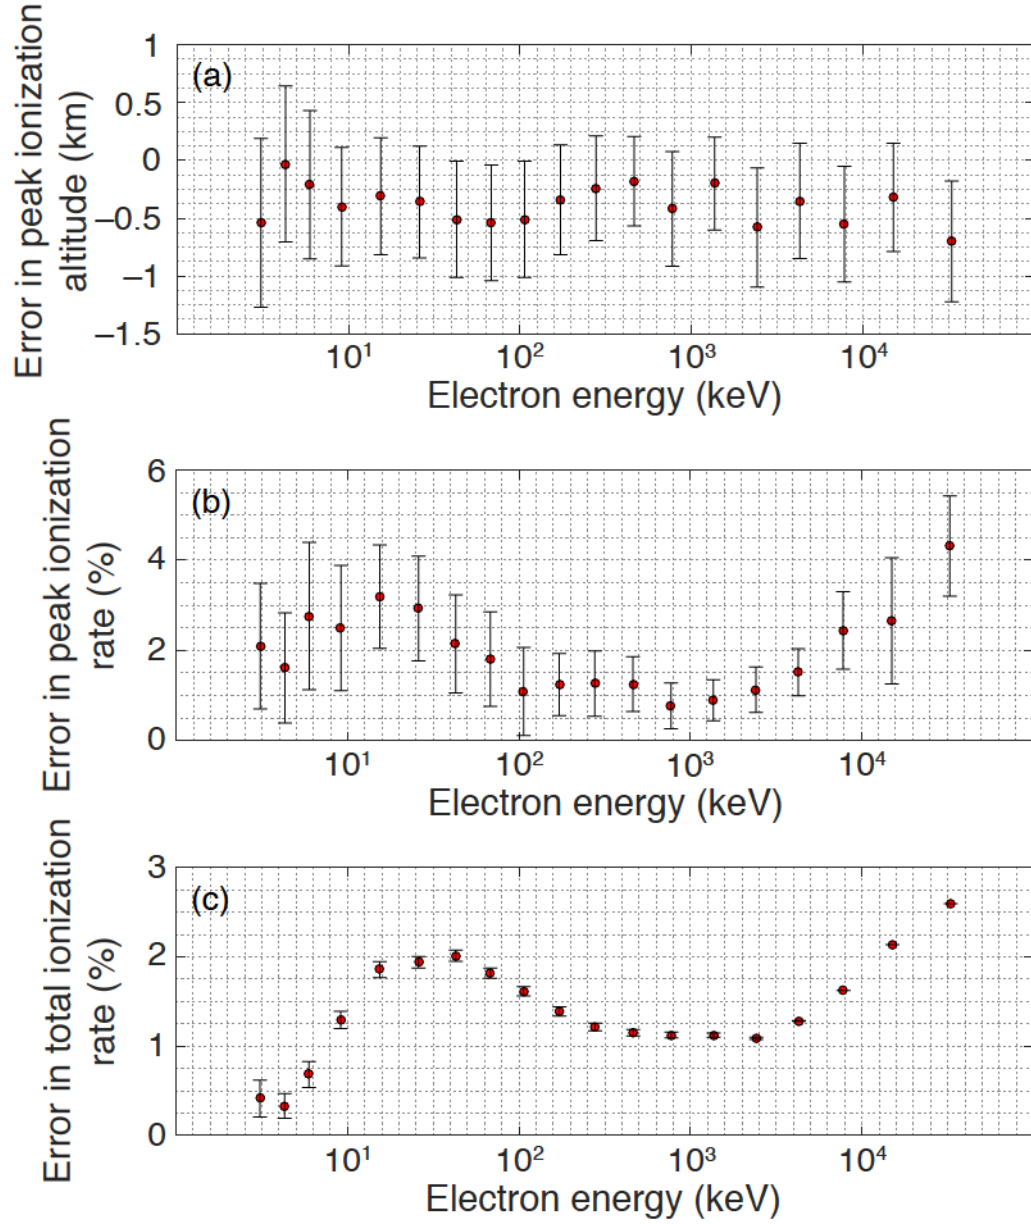 (a)
Error in peak ionization
altitude (km)
1
0.5
0
−0.5
−1
−1.5
10¹ 10² 10³ 10⁴
Electron energy (keV)
(b)
Error in peak ionization
rate (%)
6
4
2
0
10¹ 10² 10³ 10⁴
Electron energy (keV)
(c)
Error in total ionization
rate (%)
3
2
1
0
10¹ 10² 10³ 10⁴
Electron energy (keV)